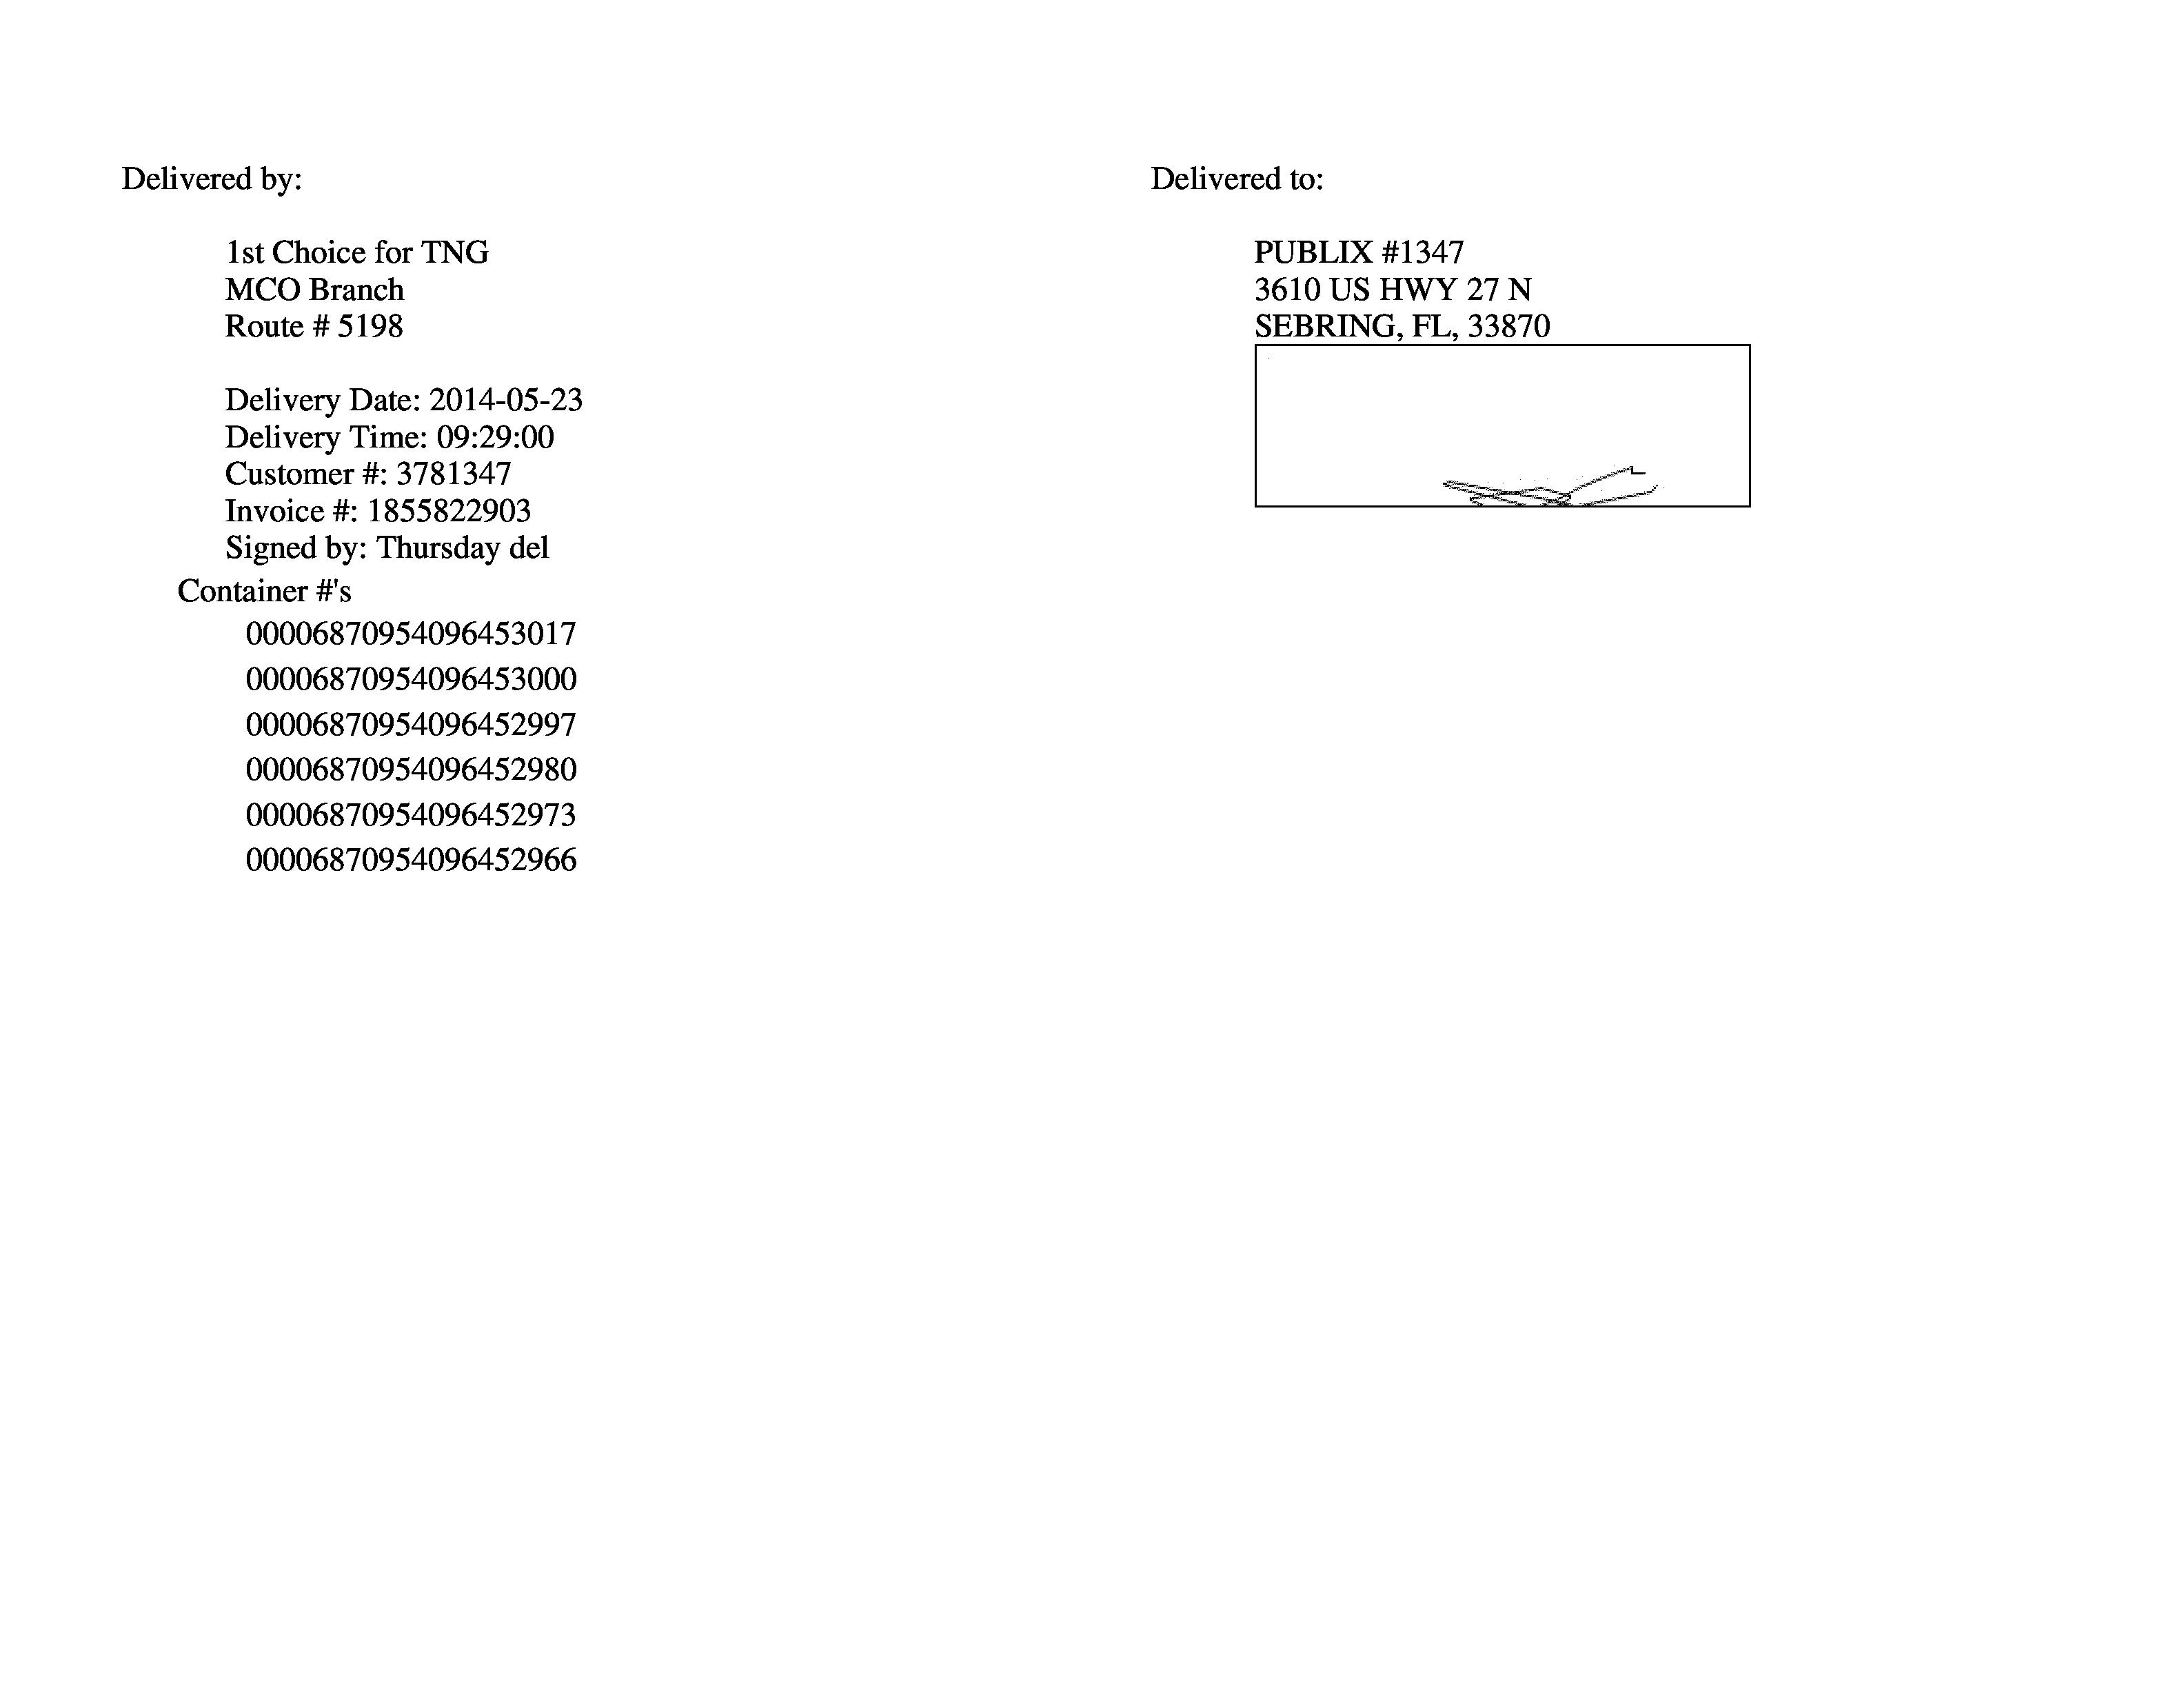 Delivered by:
1st Choice for TNG
MCO Branch
Route # 5198
Delivery Date: 2014-05-23
Delivery Time: 09:29:00
Customer #: 3781347
Invoice #: 1855822903
Signed by: Thursday del
Container #'s
00006870954096453017
00006870954096453000
00006870954096452997
00006870954096452980
00006870954096452973
00006870954096452966
Delivered to:
PUBLIX #1347
3610 US HWY 27 N
SEBRING, FL, 33870